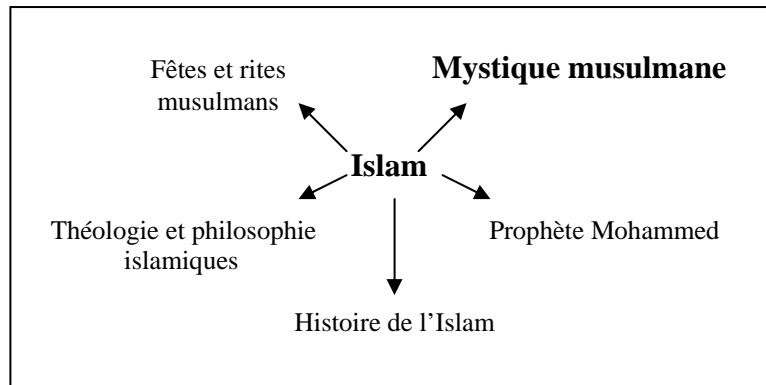 Fêtes et rites
musulmans
Mystique musulmane
Islam
Théologie et philosophie
islamiques
Prophète Mohammed
Histoire de l’Islam